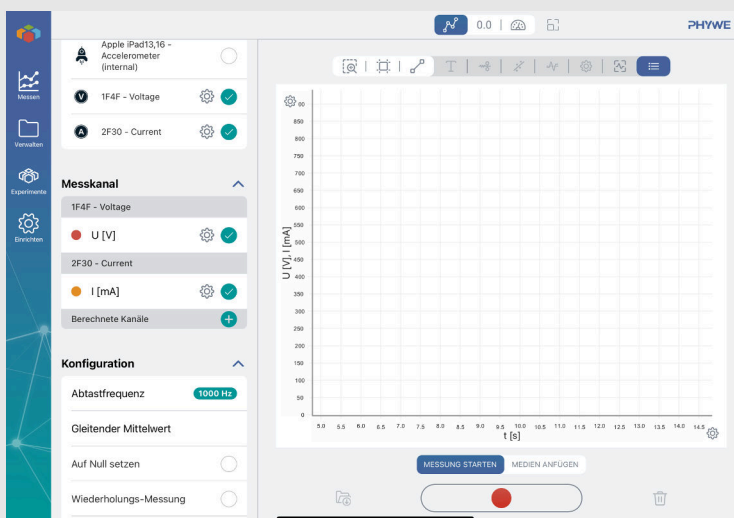 0.0
PHYWE
Messen
Verwalten
Experimente
Einrichten
Apple iPad13,16 -
Accelerometer
(internal)
V
1F4F - Voltage
A
2F30 - Current
Messkanal
1F4F - Voltage
U [V]
2F30 - Current
I [mA]
Berechnete Kanäle
Konfiguration
Abtastfrequenz
1000 Hz
Gleitender Mittelwert
Auf Null setzen
Wiederholungs-Messung
T
00
850
800
750
700
650
600
550
500
450
400
350
300
250
200
150
100
50
0
U [V], I [mA]
5.0 5.5 6.0 6.5 7.0 7.5 8.0 8.5 9.0 9.5 10.0 10.5 11.0 11.5 12.0 12.5 13.0 13.5 14.0 14.5
t [s]
MESSUNG STARTEN
MEDIEN ANFÜGEN